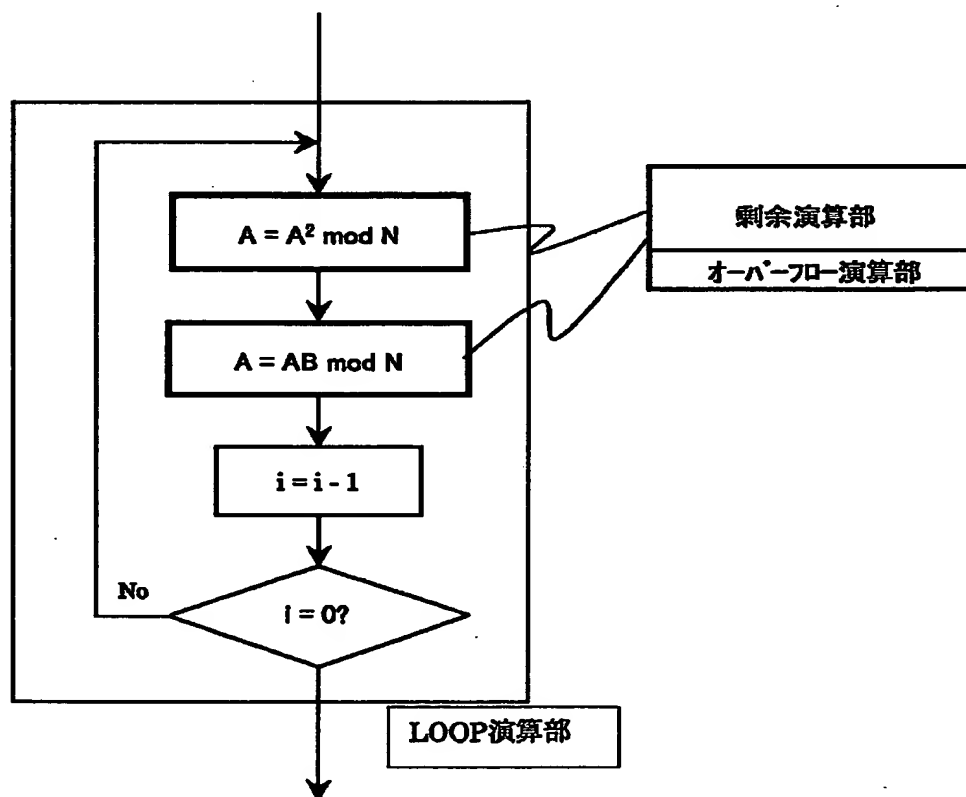 A = A² mod N
剰余演算部
オーバーフロー演算部
A = AB mod N
i = i - 1
No
i = 0?
LOOP演算部